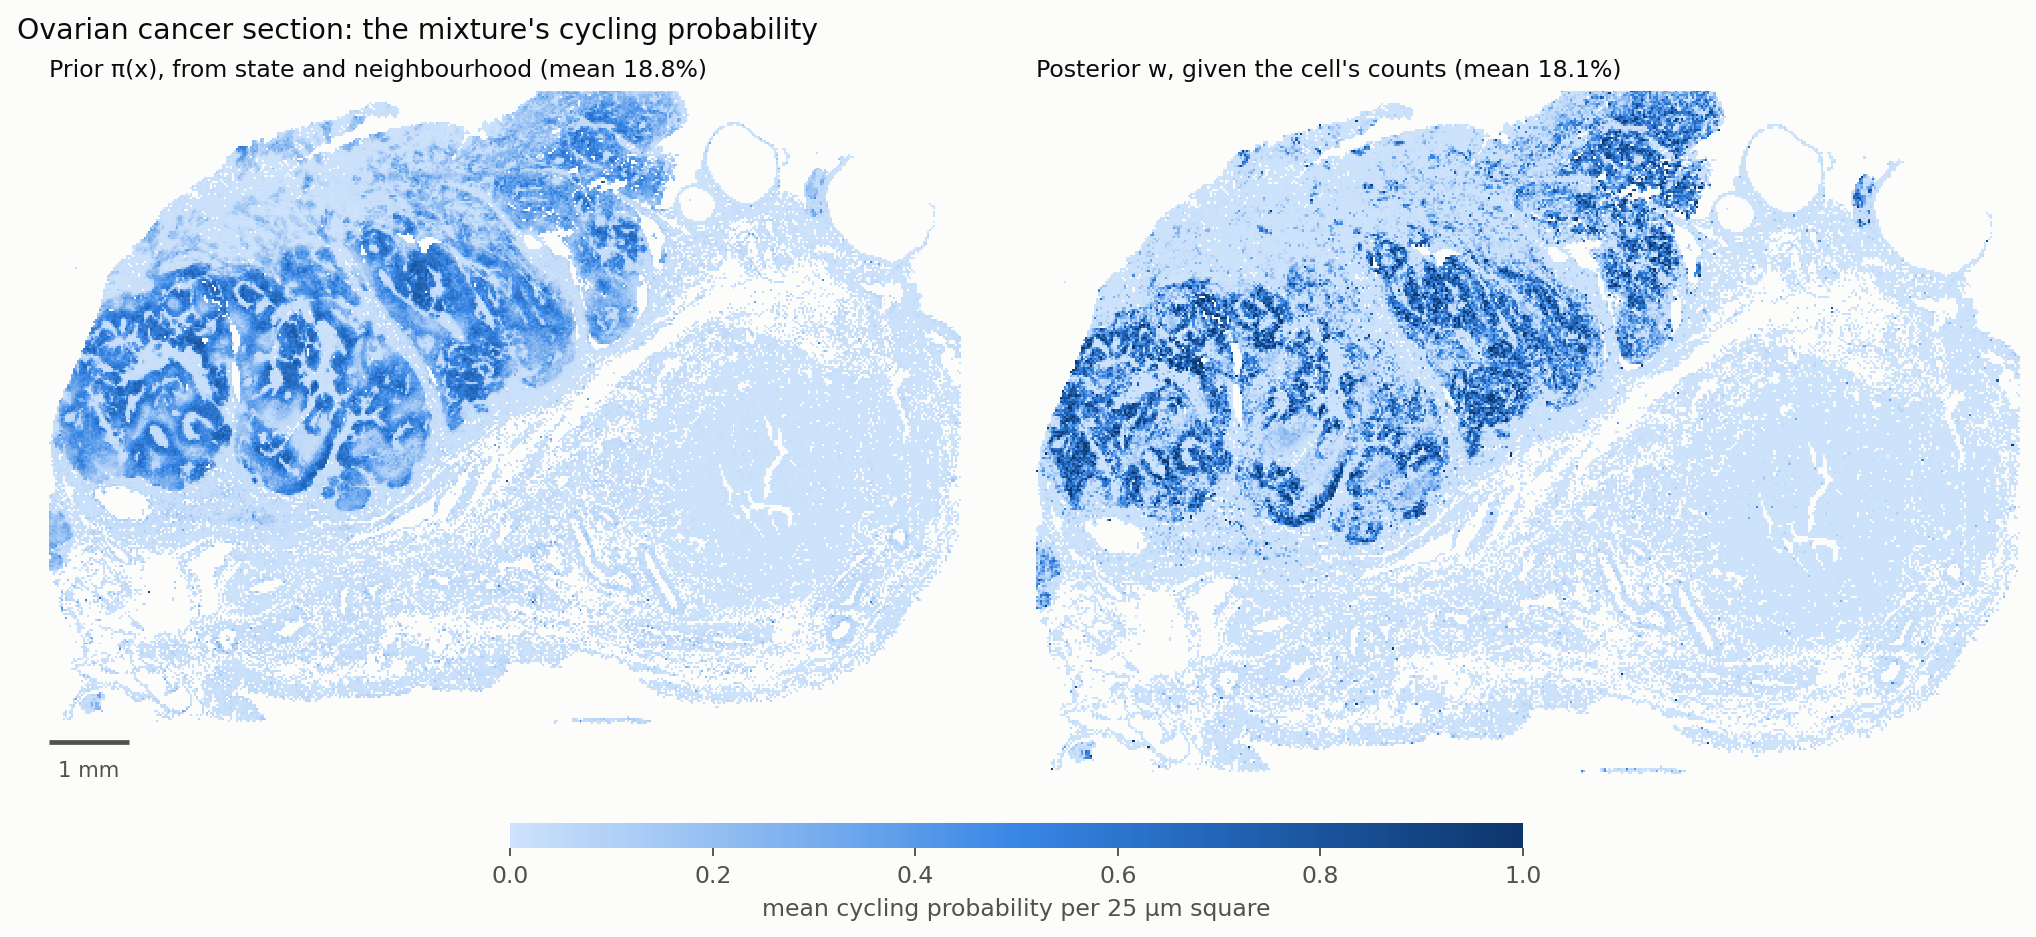 Ovarian cancer section: the mixture's cycling probability
Prior π(x), from state and neighbourhood (mean 18.8%)
Posterior w, given the cell's counts (mean 18.1%)
1 mm
0.0 0.2 0.4 0.6 0.8 1.0
mean cycling probability per 25 µm square